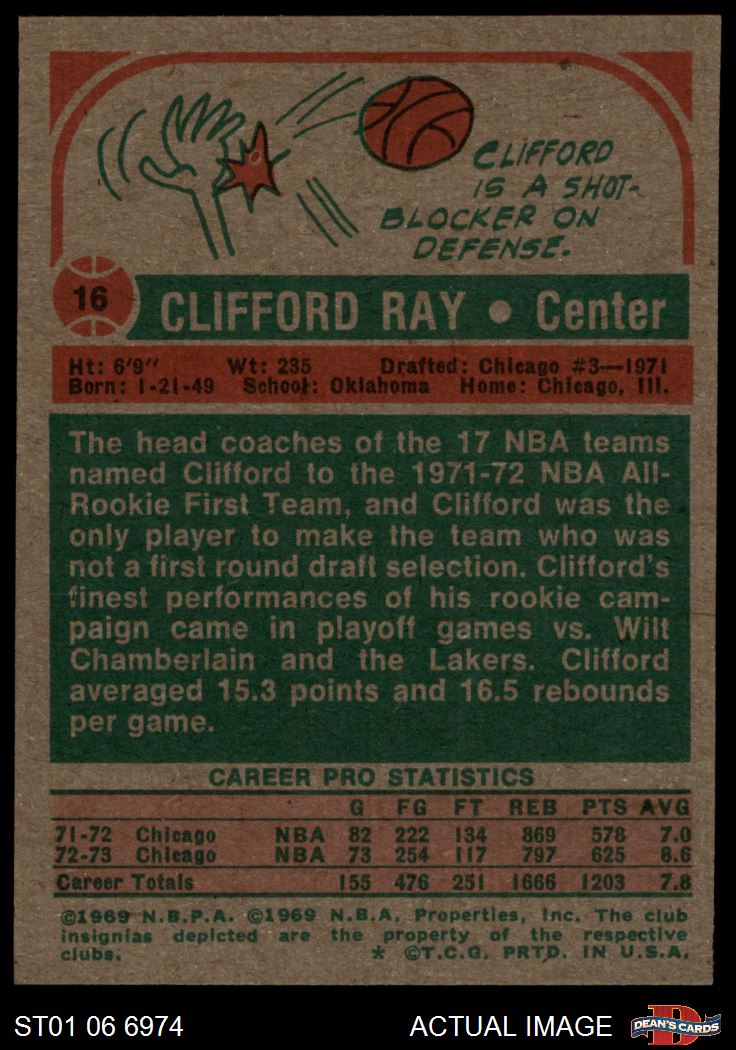 CLIFFORD
IS A SHOT-
BLOCKER ON
DEFENSE.
16
CLIFFORD RAY • Center
Ht: 6'9" Wt: 235 Drafted: Chicago #3—1971
Born: 1-21-49 School: Oklahoma Home: Chicago, Ill.
The head coaches of the 17 NBA teams
named Clifford to the 1971-72 NBA All-
Rookie First Team, and Clifford was the
only player to make the team who was
not a first round draft selection. Clifford's
finest performances of his rookie cam-
paign came in playoff games vs. Wilt
Chamberlain and the Lakers. Clifford
averaged 15.3 points and 16.5 rebounds
per game.
CAREER PRO STATISTICS
G FG FT REB PTS AVG
71-72 Chicago NBA 82 222 134 869 578 7.0
72-73 Chicago NBA 73 254 117 797 625 8.6
Career Totals 155 476 251 1666 1203 7.8
©1969 N.B.P.A. ©1969 N.B.A. Properties, Inc. The club
insignias depicted are the property of the respective
clubs. * ©T.C.G. PRTD. IN U.S.A.
ST01 06 6974
ACTUAL IMAGE
D
DEAN'S CARDS